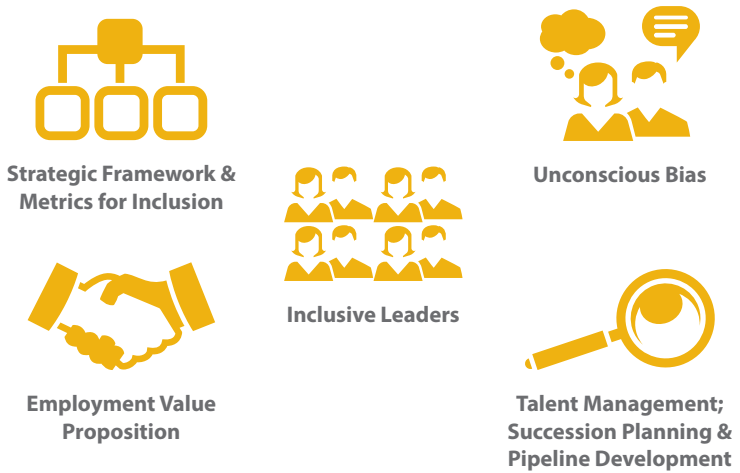 Strategic Framework &
Metrics for Inclusion
Unconscious Bias
Inclusive Leaders
Employment Value
Proposition
Talent Management;
Succession Planning &
Pipeline Development